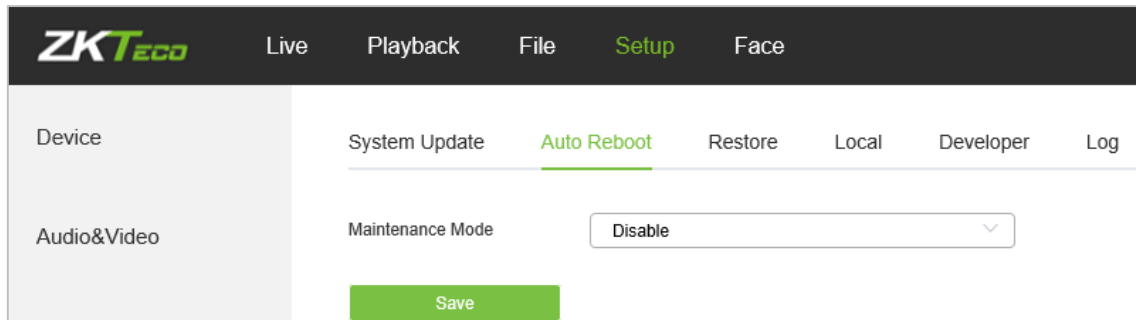 ZKTECO Live Playback File Setup Face
Device
System Update Auto Reboot Restore Local Developer Log
Audio&Video
Maintenance Mode Disable
Save